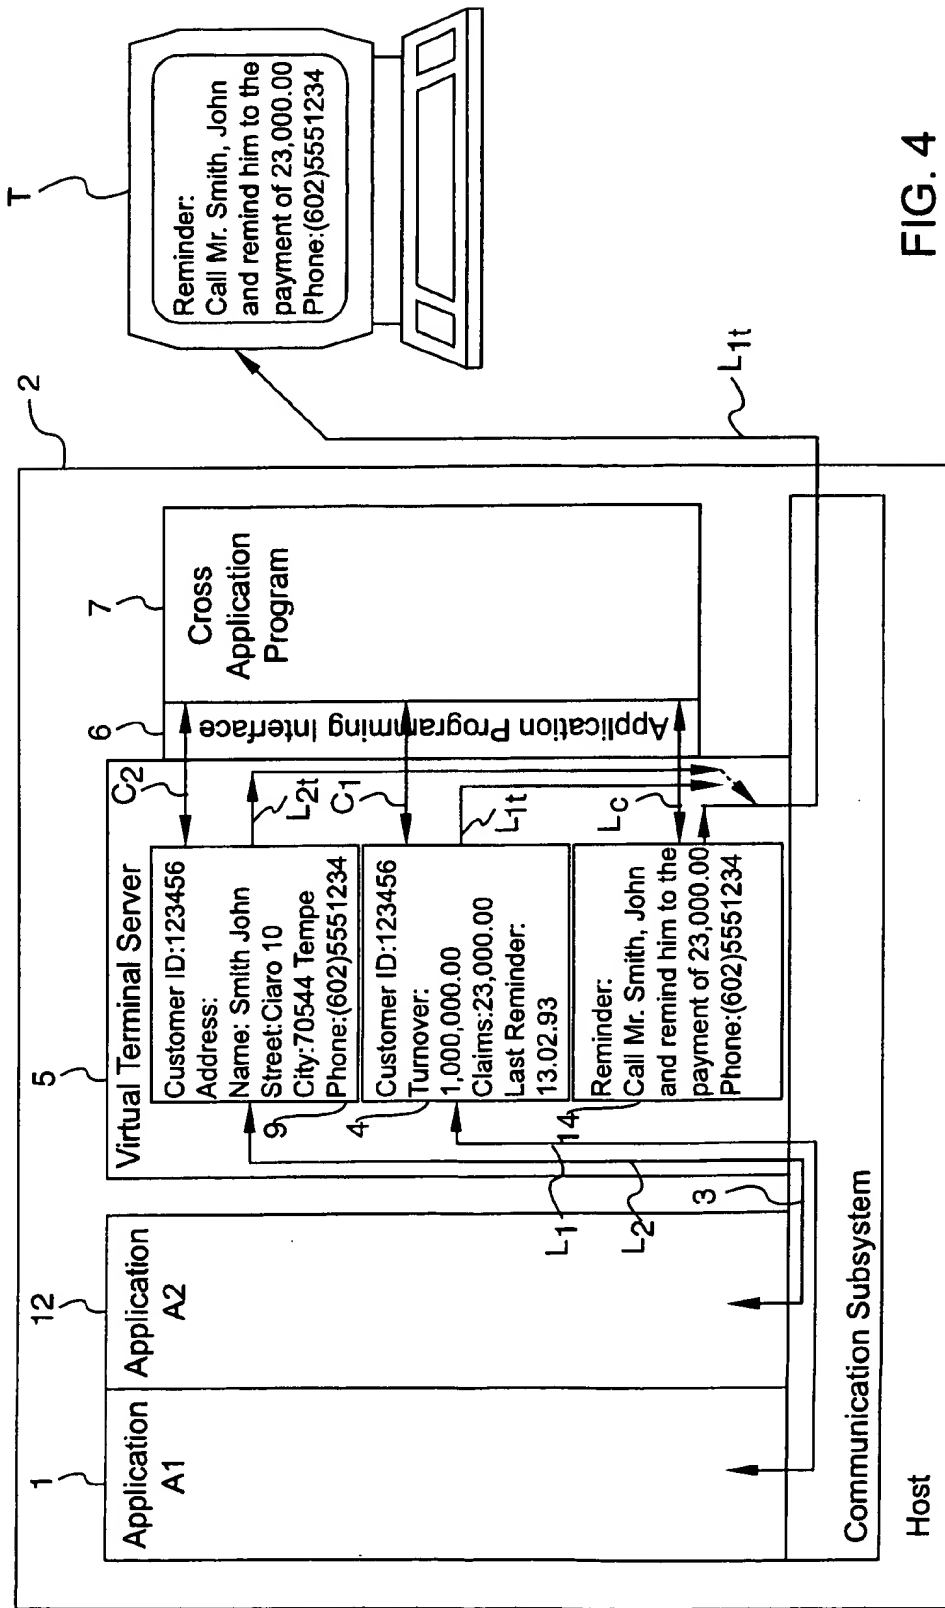 T
Reminder:
Call Mr. Smith, John
and remind him to the
payment of 23,000.00
Phone:(602)5551234
FIG. 4
2
L1t
7
Cross
Application
Program
6
Application Programming Interface
C2
C1
Lc
L2t
L1t
5
Virtual Terminal Server
Customer ID:123456
Address:
Name: Smith John
Street:Ciaro 10
City:70544 Tempe
Phone:(602)5551234
9
Customer ID:123456
Turnover:
1,000,000.00
Claims:23,000.00
Last Reminder:
13.02.93
4
Reminder:
Call Mr. Smith, John
and remind him to the
payment of 23,000.00
Phone:(602)5551234
14
L1
L2
3
12
Application
A2
1
Application
A1
Communication Subsystem
Host